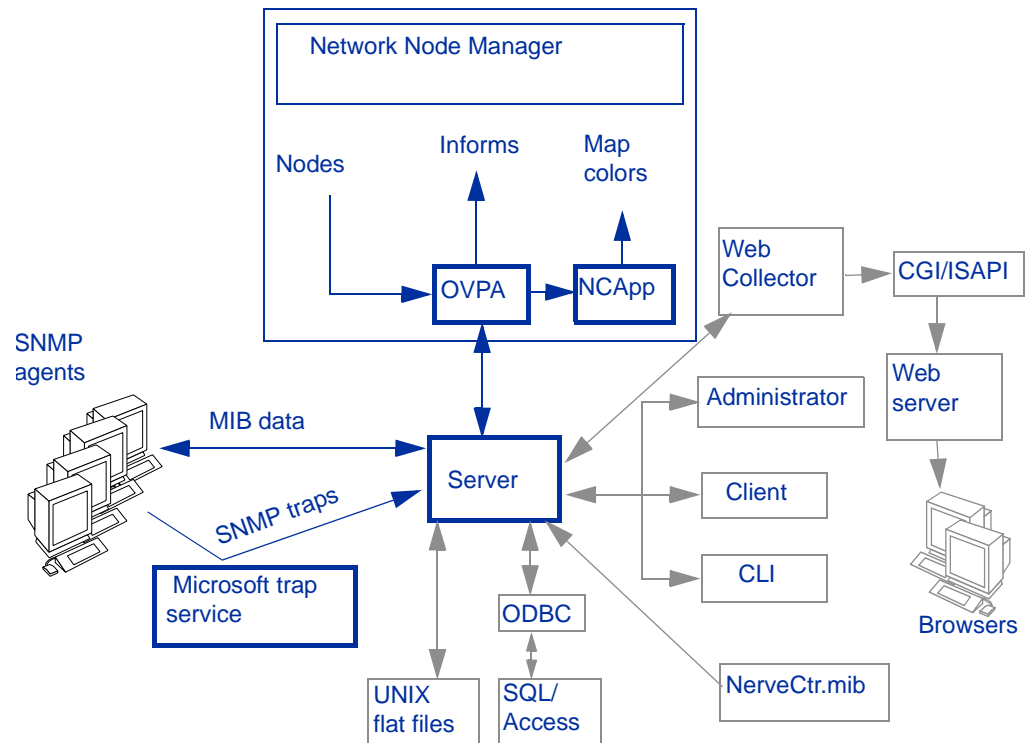 Network Node Manager
Informs
Map
colors
Nodes
OVPA
NCApp
Web
Collector
CGI/ISAPI
SNMP
agents
Web
server
Administrator
MIB data
Server
Client
SNMP traps
CLI
Microsoft trap
service
ODBC
Browsers
UNIX
flat files
SQL/
Access
NerveCtr.mib